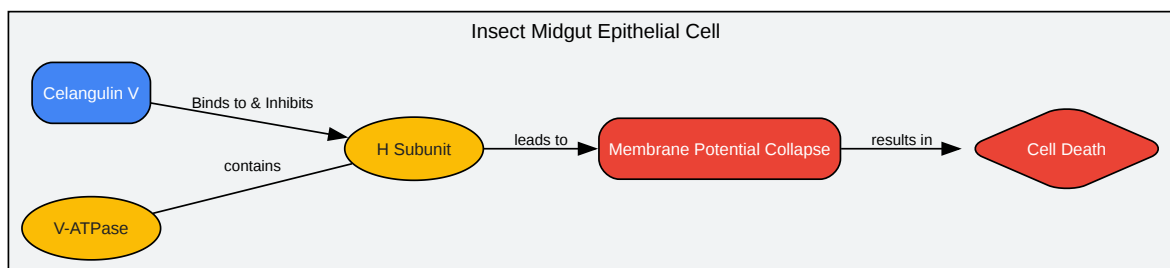 Insect Midgut Epithelial Cell
Celangulin V
Binds to & Inhibits
H Subunit
leads to
Membrane Potential Collapse
results in
Cell Death
contains
V-ATPase